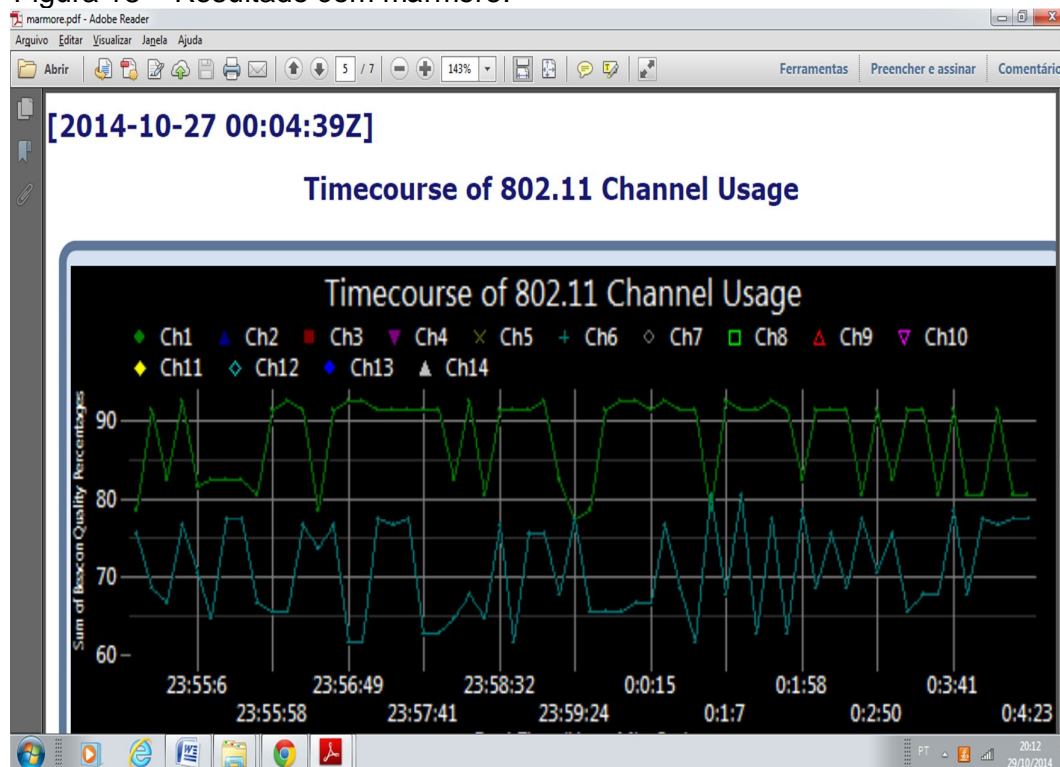 marmore.pdf - Adobe Reader
Arquivo Editar Visualizar Janela Ajuda
Abrir 5 / 7 143% Ferramentas Preencher e assinar Comentário
[2014-10-27 00:04:39Z]
Timecourse of 802.11 Channel Usage
Timecourse of 802.11 Channel Usage
Ch1 Ch2 Ch3 Ch4 Ch5 Ch6 Ch7 Ch8 Ch9 Ch10
Ch11 Ch12 Ch13 Ch14
Sum of Beacon Quality Percentages
90
80
70
60
23:55:6 23:56:49 23:58:32 0:0:15 0:1:58 0:3:41
23:55:58 23:57:41 23:59:24 0:1:7 0:2:50 0:4:23
PT 20:12
29/10/2014